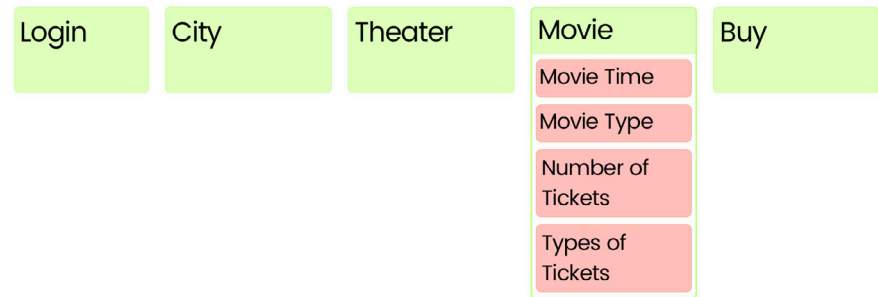 Login
City
Theater
Movie
Buy
Movie Time
Movie Type
Number of
Tickets
Types of
Tickets